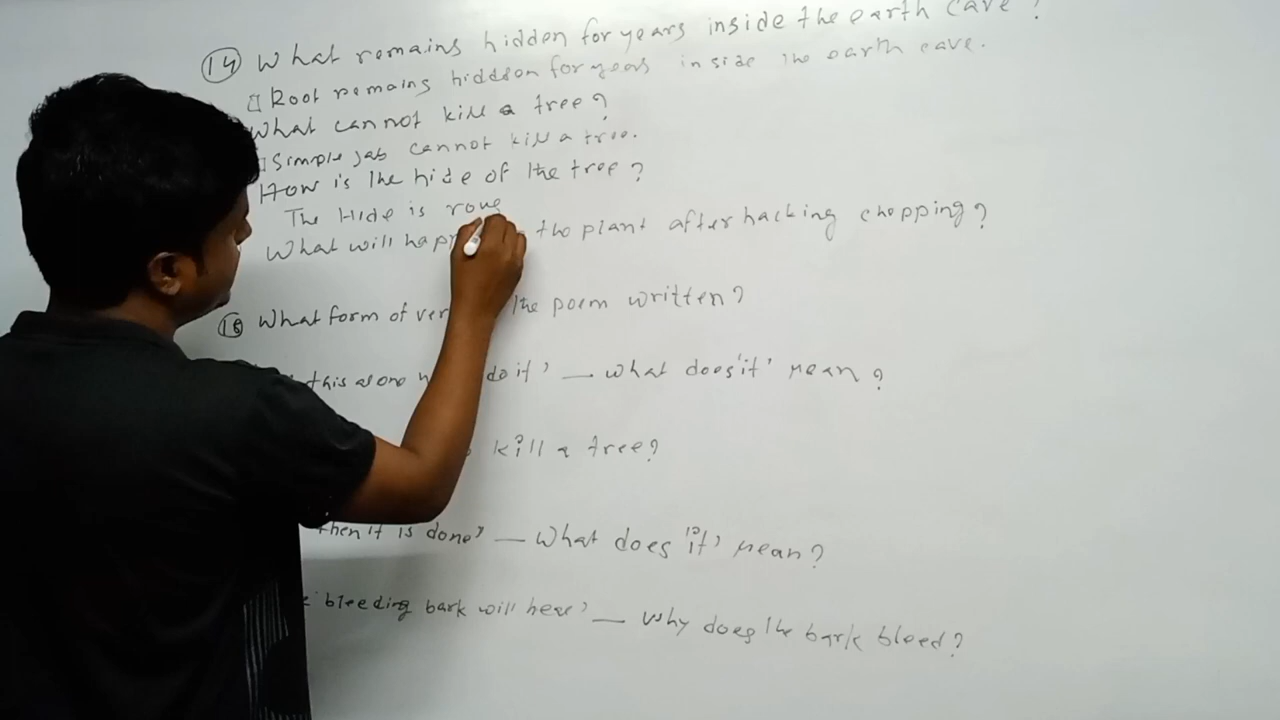 14 What remains hidden for years inside the earth cave?
Root remains hidden for years inside the earth cave.
What cannot kill a tree?
Simple jab cannot kill a tree.
How is the hide of the tree?
The Hide is roug
What will happ the plant after hacking chopping?
What form of ver the poem written?
this alone do it' — what does 'it' mean?
kill a tree?
then it is done' — What does 'it' mean?
bleeding bark will heal' — Why does the bark bleed?